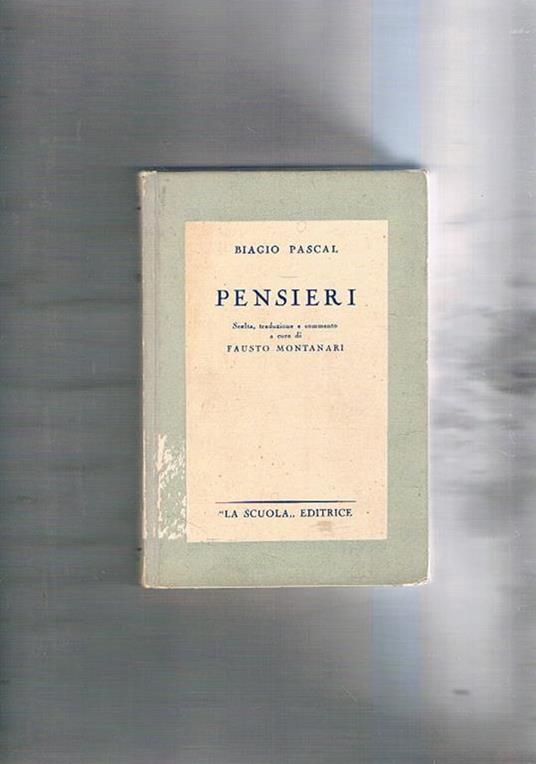 BIAGIO PASCAL
PENSIERI
Scelta, traduzione e commento
a cura di
FAUSTO MONTANARI
"LA SCUOLA„ EDITRICE